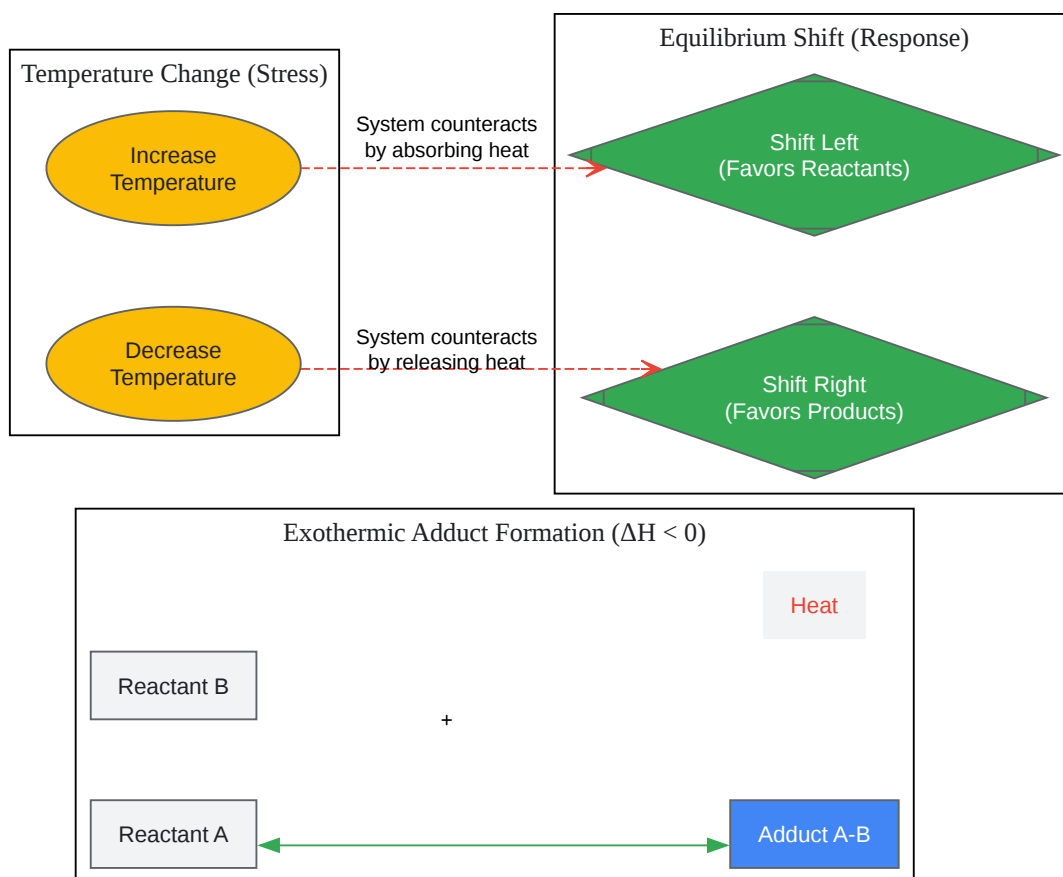 Temperature Change (Stress)
Increase
Temperature
Decrease
Temperature
System counteracts
by absorbing heat
System counteracts
by releasing heat
Equilibrium Shift (Response)
Shift Left
(Favors Reactants)
Shift Right
(Favors Products)
Exothermic Adduct Formation (ΔH < 0)
Heat
Reactant B
+
Reactant A
Adduct A-B